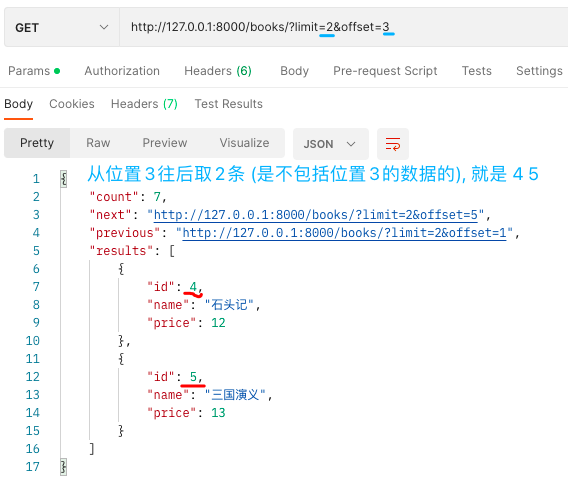 GET http://127.0.0.1:8000/books/?limit=2&offset=3
Params Authorization Headers (6) Body Pre-request Script Tests Settings
Body Cookies Headers (7) Test Results
Pretty Raw Preview Visualize JSON
从位置3往后取2条 (是不包括位置3的数据的), 就是 4 5
1 {
2 "count": 7,
3 "next": "http://127.0.0.1:8000/books/?limit=2&offset=5",
4 "previous": "http://127.0.0.1:8000/books/?limit=2&offset=1",
5 "results": [
6 {
7 "id": 4,
8 "name": "石头记",
9 "price": 12
10 },
11 {
12 "id": 5,
13 "name": "三国演义",
14 "price": 13
15 }
16 ]
17 }